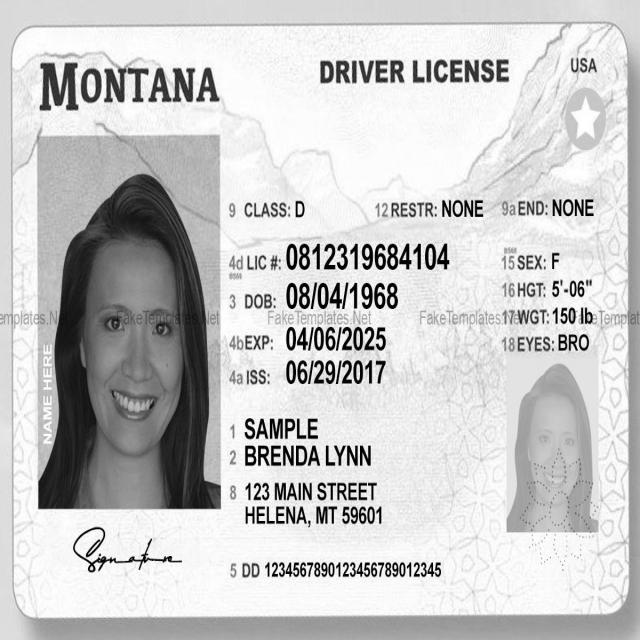 MONTANA
DRIVER LICENSE
USA
9 CLASS: D
12 RESTR: NONE
9a END: NONE
4d LIC #: 0812319684104
15 SEX: F
3 DOB: 08/04/1968
16 HGT: 5'-06"
17 WGT: 150 lb
FakeTemplates.Net FakeTemplates.Net FakeTemplates.Net
4b EXP: 04/06/2025
18 EYES: BRO
4a ISS: 06/29/2017
NAME HERE
1 SAMPLE
2 BRENDA LYNN
8 123 MAIN STREET
HELENA, MT 59601
Signature
5 DD 1234567890123456789012345